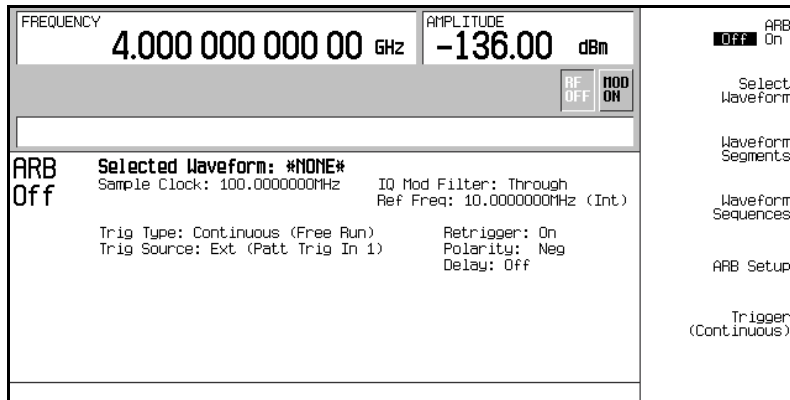 FREQUENCY
4.000 000 000 00 GHz
AMPLITUDE
-136.00 dBm
RF OFF
MOD ON
ARB Off
Selected Waveform: *NONE*
Sample Clock: 100.0000000MHz
IQ Mod Filter: Through
Ref Freq: 10.0000000MHz (Int)
Trig Type: Continuous (Free Run)
Retrigger: On
Trig Source: Ext (Patt Trig In 1)
Polarity: Neg
Delay: Off
ARB
Off On
Select
Waveform
Waveform
Segments
Waveform
Sequences
ARB Setup
Trigger
(Continuous)